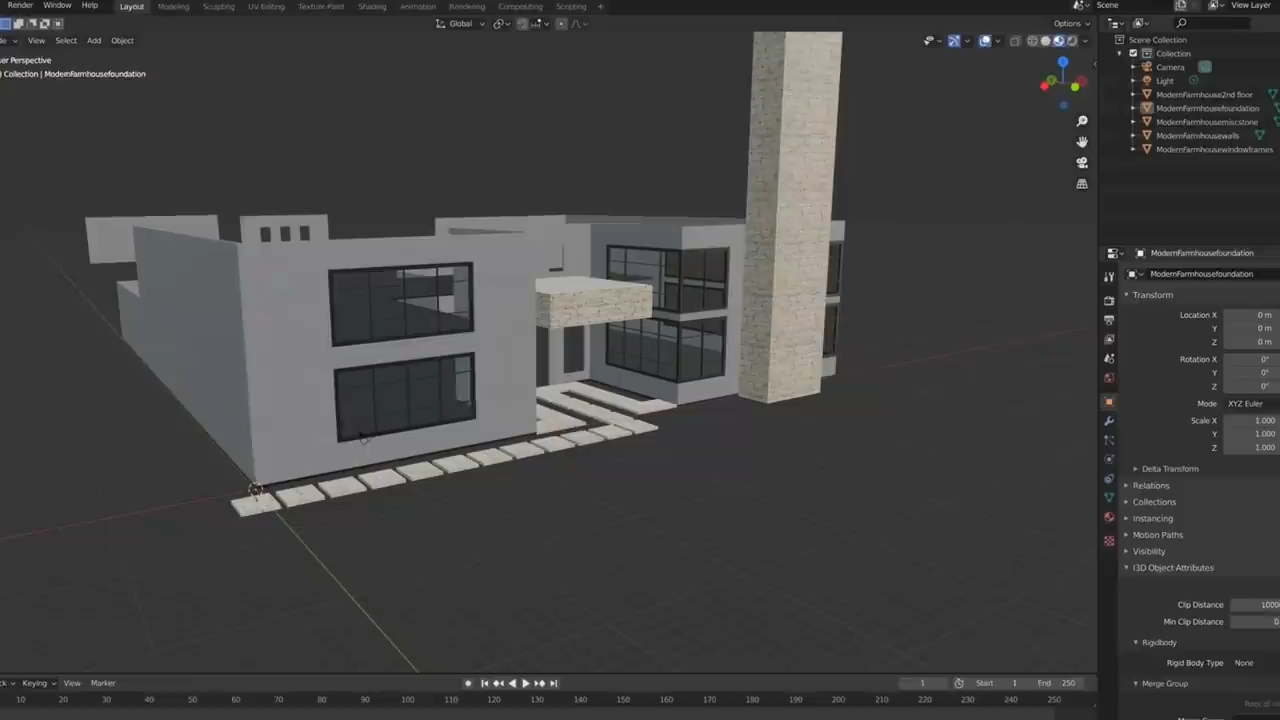 Render Window Help Layout Modeling Sculpting UV Editing Texture Paint Shading Animation Rendering Compositing Scripting + Scene View Layer
Global Options
View Select Add Object
Perspective
Collection | ModernFarmhousefoundation
Scene Collection
Collection
Camera
Light
ModernFarmhouse2nd floor
ModernFarmhousefoundation
ModernFarmhousemiscstone
ModernFarmhousewalls
ModernFarmhousewindowframes
ModernFarmhousefoundation
ModernFarmhousefoundation
Transform
Location X 0 m
Y 0 m
Z 0 m
Rotation X 0°
Y 0°
Z 0°
Mode XYZ Euler
Scale X 1.000
Y 1.000
Z 1.000
Delta Transform
Relations
Collections
Instancing
Motion Paths
Visibility
I3D Object Attributes
Clip Distance 1000
Min Clip Distance 0
Rigidbody
Rigid Body Type None
Merge Group
Keying View Marker 1 Start 1 End 250
10 20 30 40 50 60 70 80 90 100 110 120 130 140 150 160 170 180 190 200 210 220 230 240 250